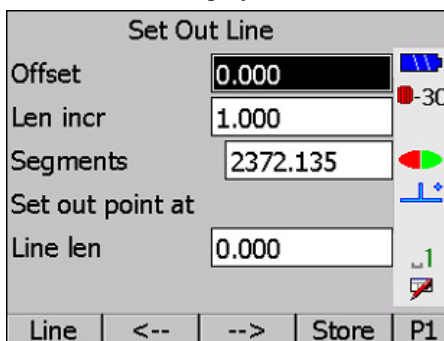 Set Out Line
Offset 0.000
-30
Len incr 1.000
Segments 2372.135
Set out point at
Line len 0.000
1
Line <-- --> Store P1